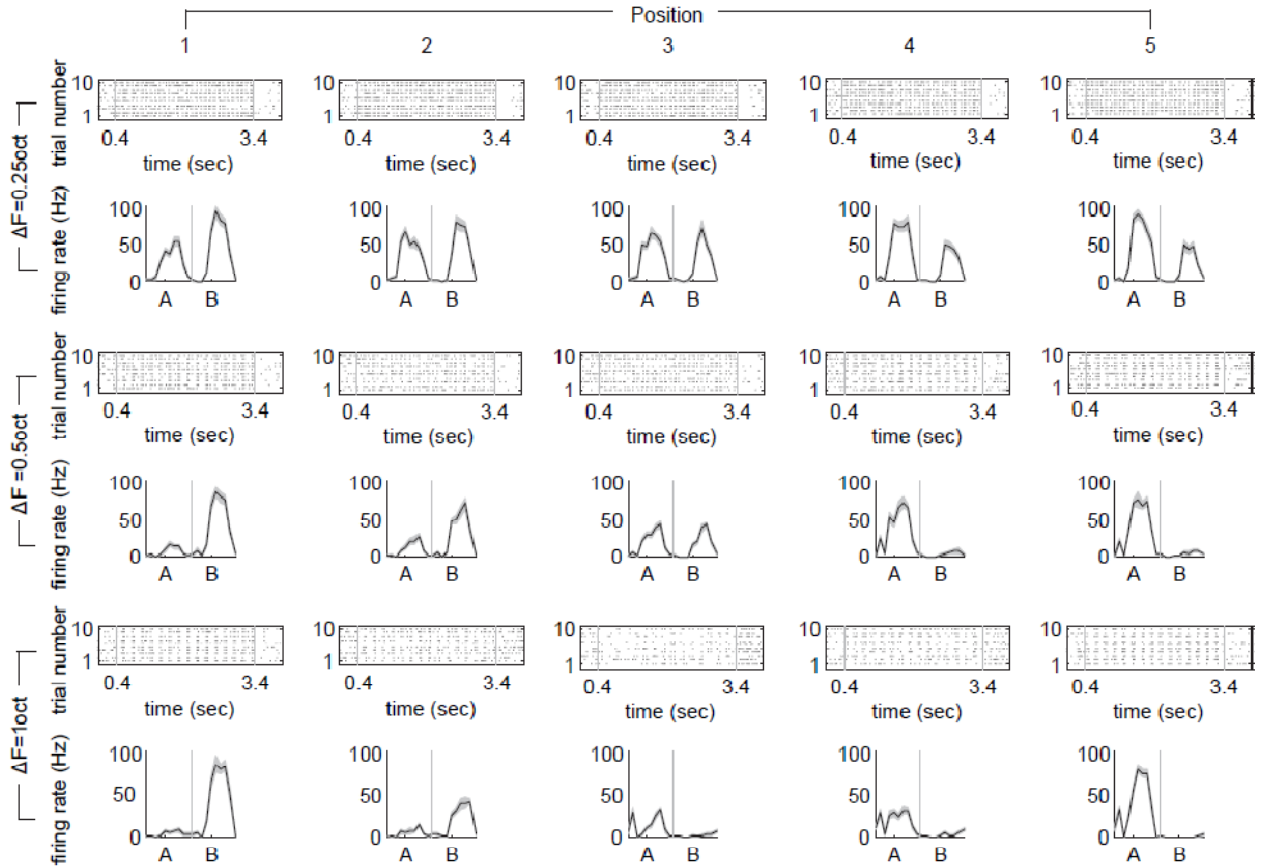 Position
1 2 3 4 5
ΔF=0.25oct
trial number
10 10 10 10 10
1 1 1 1 1
0.4 3.4 0.4 3.4 0.4 3.4 0.4 3.4 0.4 3.4
time (sec) time (sec) time (sec) time (sec) time (sec)
firing rate (Hz)
100 100 100 100 100
50 50 50 50 50
0 0 0 0 0
A B A B A B A B A B
ΔF =0.5oct
trial number
10 10 10 10 10
1 1 1 1 1
0.4 3.4 0.4 3.4 0.4 3.4 0.4 3.4 0.4 3.4
time (sec) time (sec) time (sec) time (sec) time (sec)
firing rate (Hz)
100 100 100 100 100
50 50 50 50 50
0 0 0 0 0
A B A B A B A B A B
ΔF=1oct
trial number
10 10 10 10 10
1 1 1 1 1
0.4 3.4 0.4 3.4 0.4 3.4 0.4 3.4 0.4 3.4
time (sec) time (sec) time (sec) time (sec) time (sec)
firing rate (Hz)
100 100 100 100 100
50 50 50 50 50
0 0 0 0 0
A B A B A B A B A B